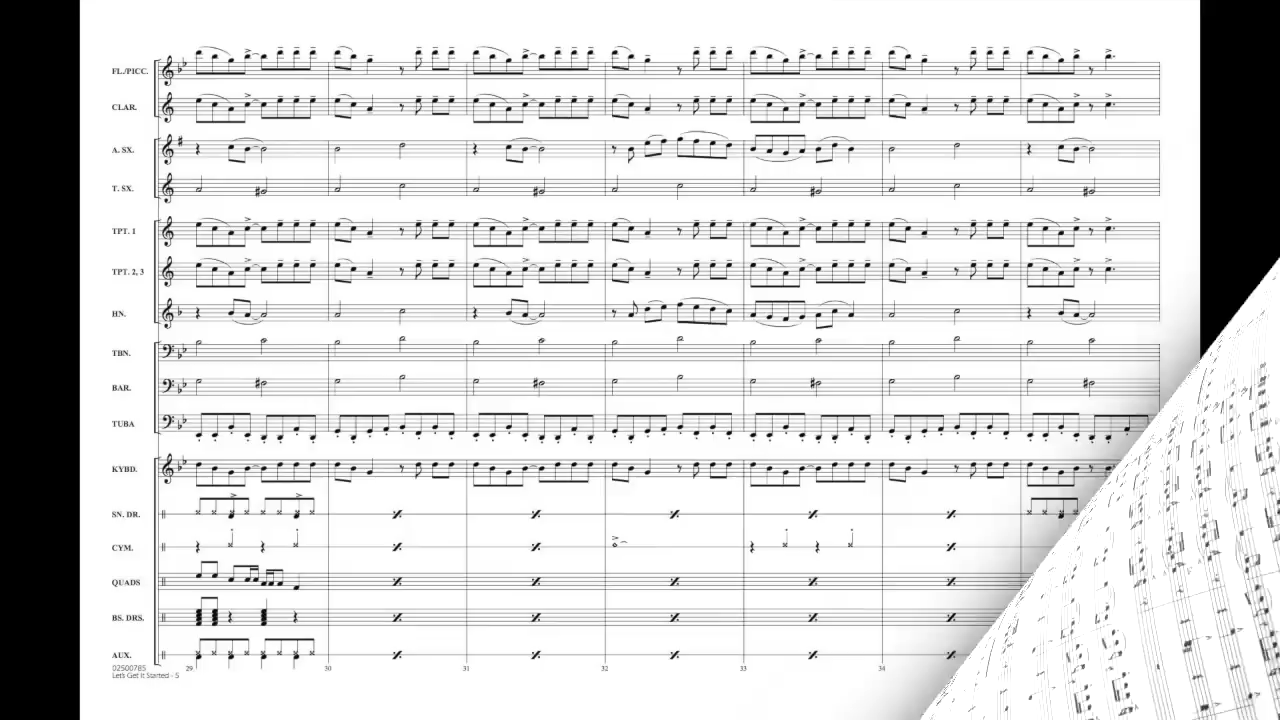 FL./PICC.
CLAR.
A. SX.
T. SX.
TPT. 1
TPT. 2, 3
HN.
TBN.
BAR.
TUBA
KYBD.
SN. DR.
CYM.
QUADS
BS. DRS.
AUX.
02500785 29 30 31 32 33 34
Let's Get It Started - 5